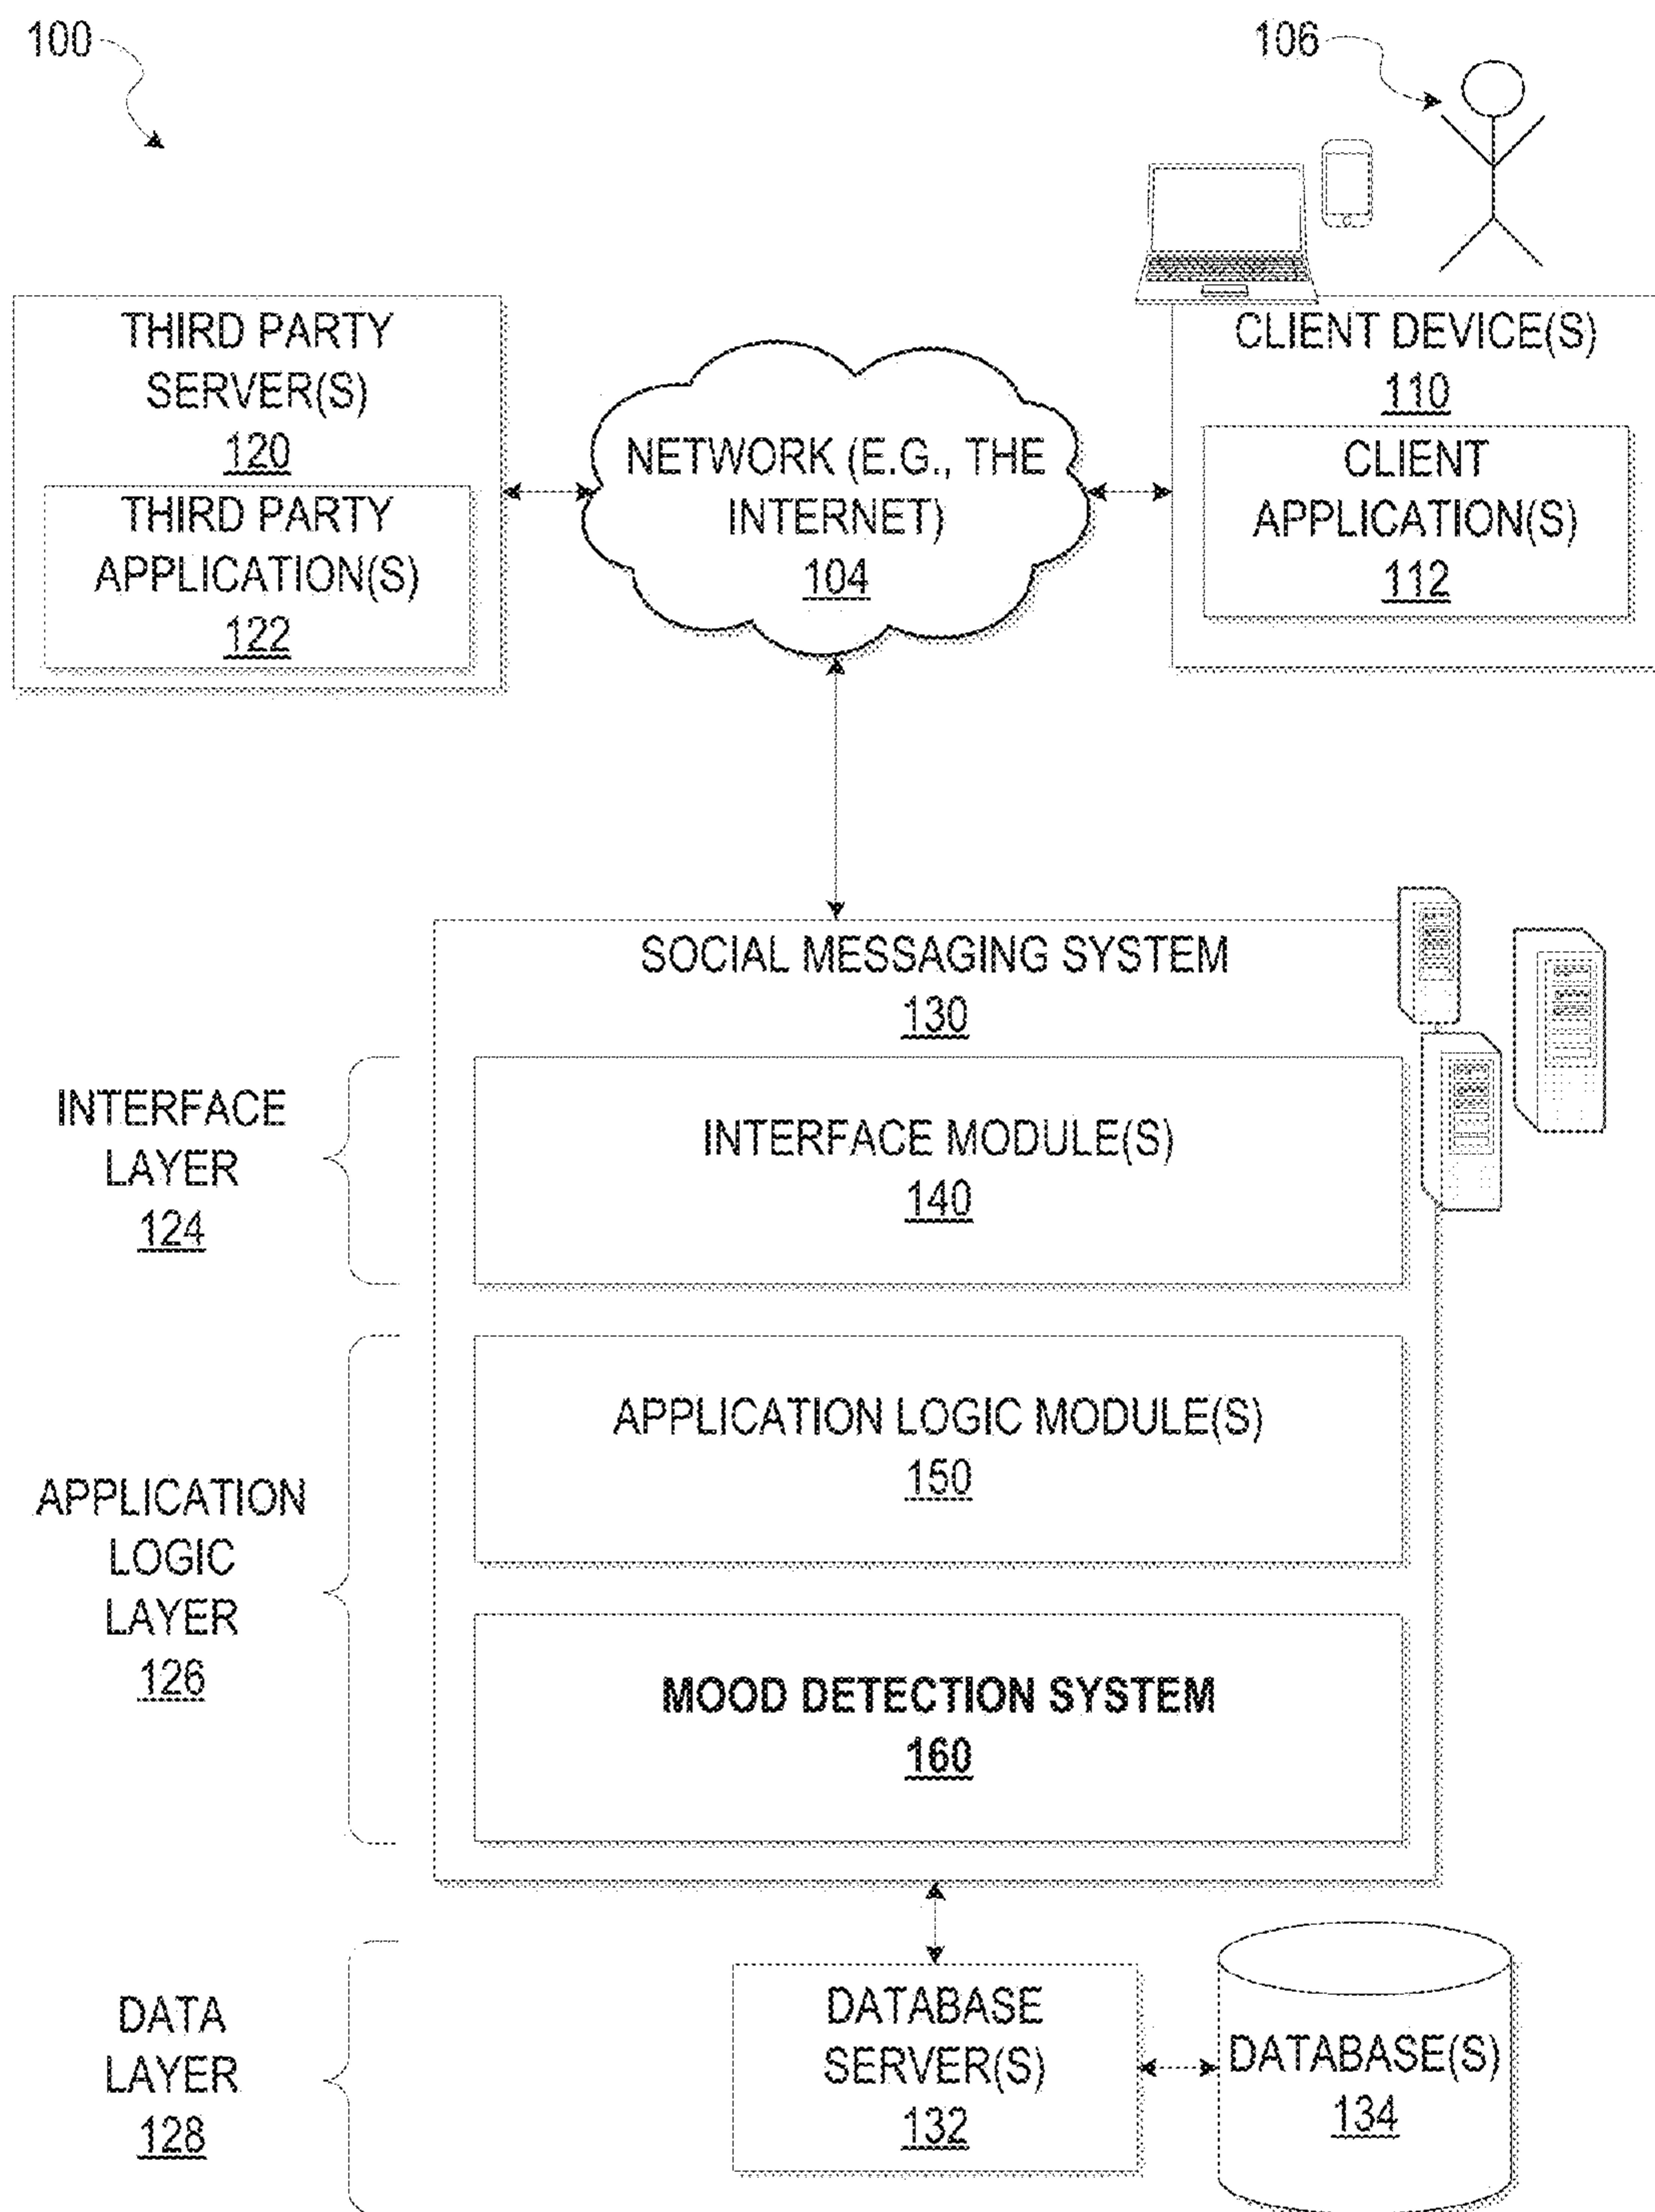 100
106
THIRD PARTY
SERVER(S)
120
THIRD PARTY
APPLICATION(S)
122
NETWORK (E.G., THE
INTERNET)
104
CLIENT DEVICE(S)
110
CLIENT
APPLICATION(S)
112
SOCIAL MESSAGING SYSTEM
130
INTERFACE
LAYER
124
INTERFACE MODULE(S)
140
APPLICATION
LOGIC
LAYER
126
APPLICATION LOGIC MODULE(S)
150
MOOD DETECTION SYSTEM
160
DATA
LAYER
128
DATABASE
SERVER(S)
132
DATABASE(S)
134